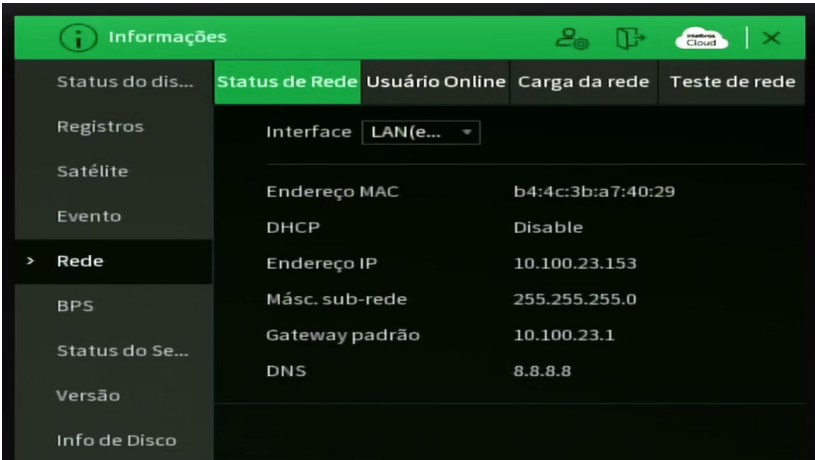 Informações
intelbras
Cloud
Status do dis...
Registros
Satélite
Evento
> Rede
BPS
Status do Se...
Versão
Info de Disco
Status de Rede Usuário Online Carga da rede Teste de rede
Interface LAN(e...
Endereço MAC b4:4c:3b:a7:40:29
DHCP Disable
Endereço IP 10.100.23.153
Másc. sub-rede 255.255.255.0
Gateway padrão 10.100.23.1
DNS 8.8.8.8